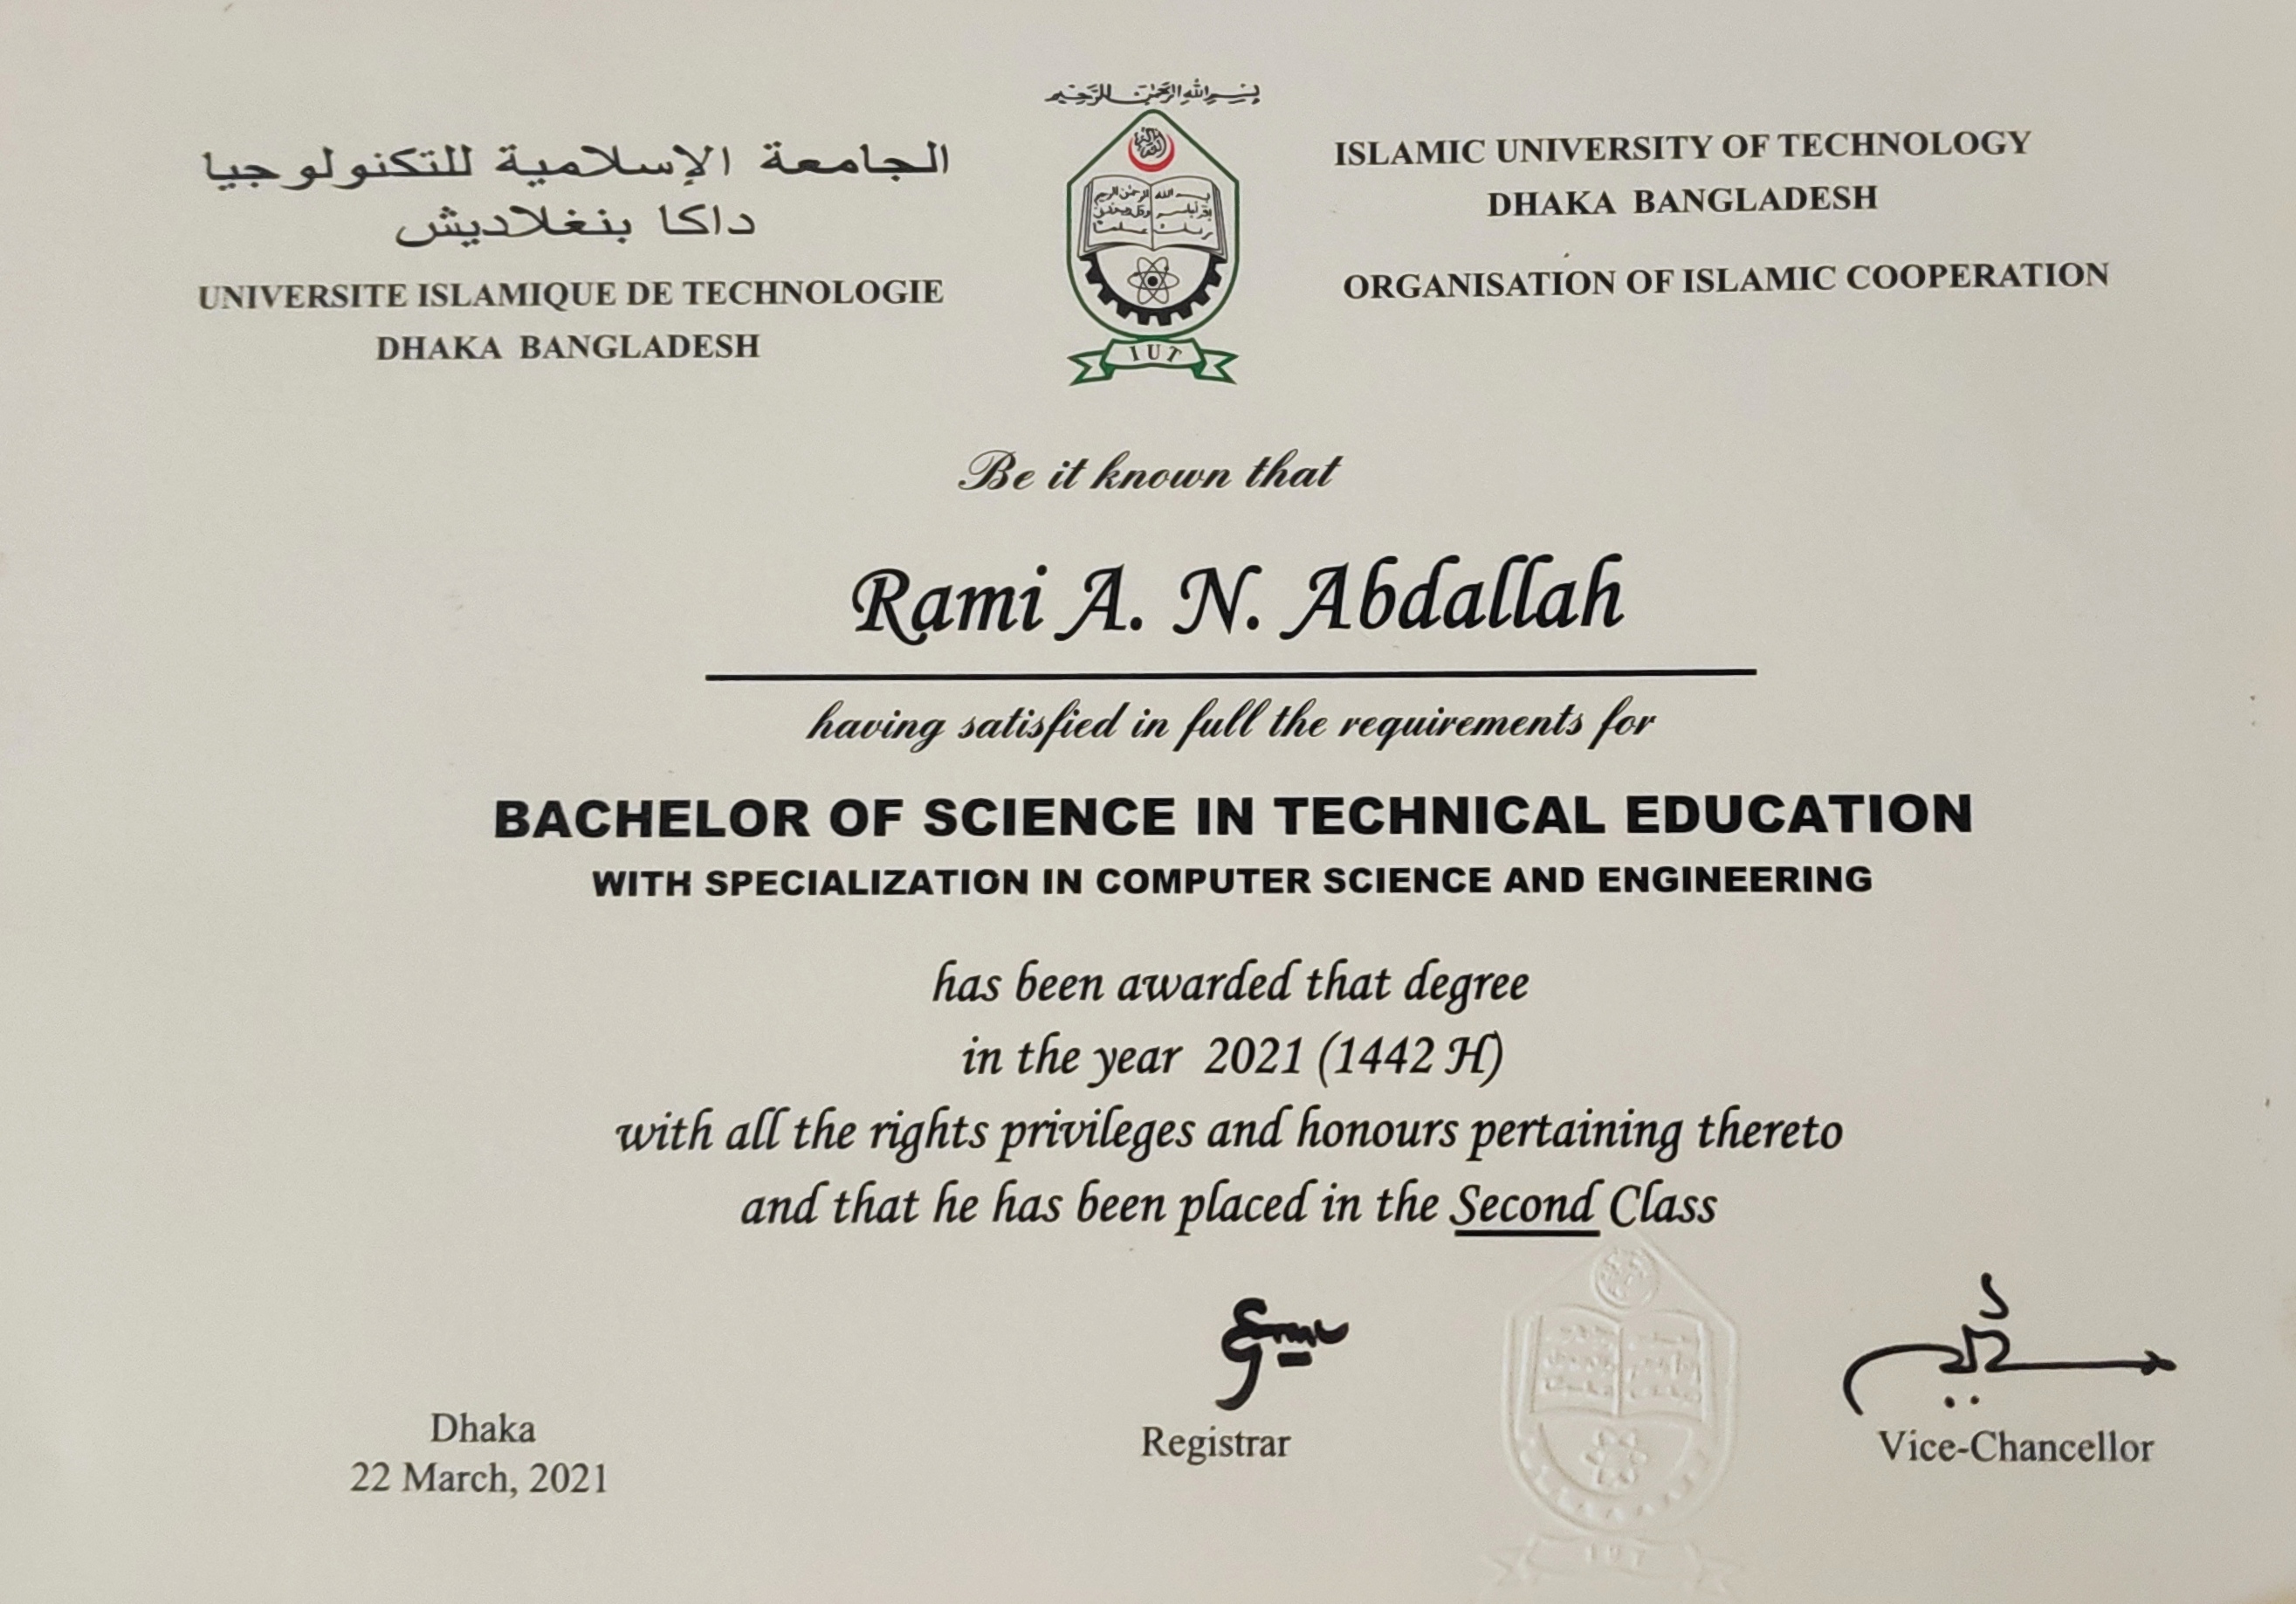 بسم الله الرحمن الرحيم
الجامعة الإسلامية للتكنولوجيا
داكا بنغلاديش
UNIVERSITE ISLAMIQUE DE TECHNOLOGIE
DHAKA BANGLADESH
IUT
ISLAMIC UNIVERSITY OF TECHNOLOGY
DHAKA BANGLADESH
ORGANISATION OF ISLAMIC COOPERATION
Be it known that
Rami A. N. Abdallah
having satisfied in full the requirements for
BACHELOR OF SCIENCE IN TECHNICAL EDUCATION
WITH SPECIALIZATION IN COMPUTER SCIENCE AND ENGINEERING
has been awarded that degree
in the year 2021 (1442 H)
with all the rights privileges and honours pertaining thereto
and that he has been placed in the Second Class
Dhaka
22 March, 2021
Registrar
Vice-Chancellor
IUT